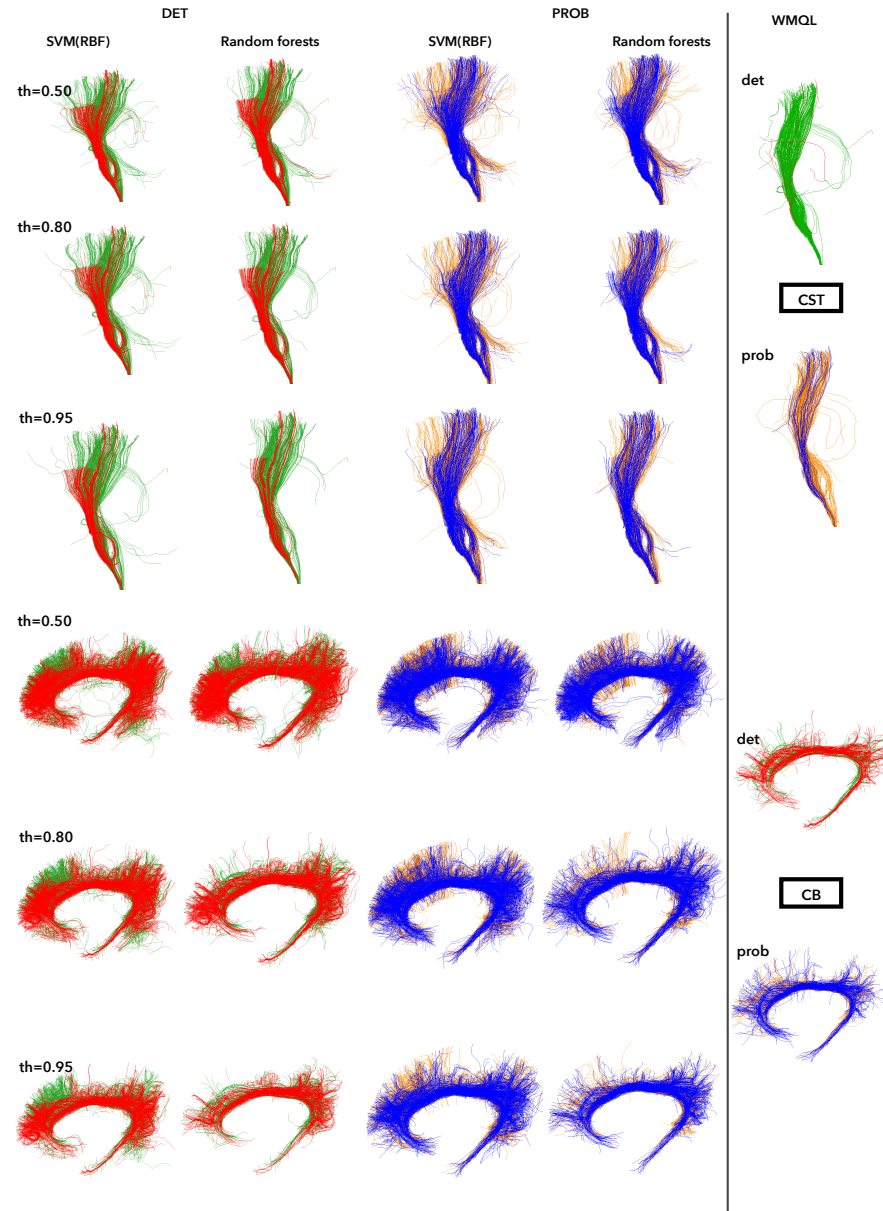 DET
PROB
WMQL
SVM(RBF)
Random forests
SVM(RBF)
Random forests
th=0.50
det
th=0.80
CST
prob
th=0.95
th=0.50
det
th=0.80
CB
prob
th=0.95